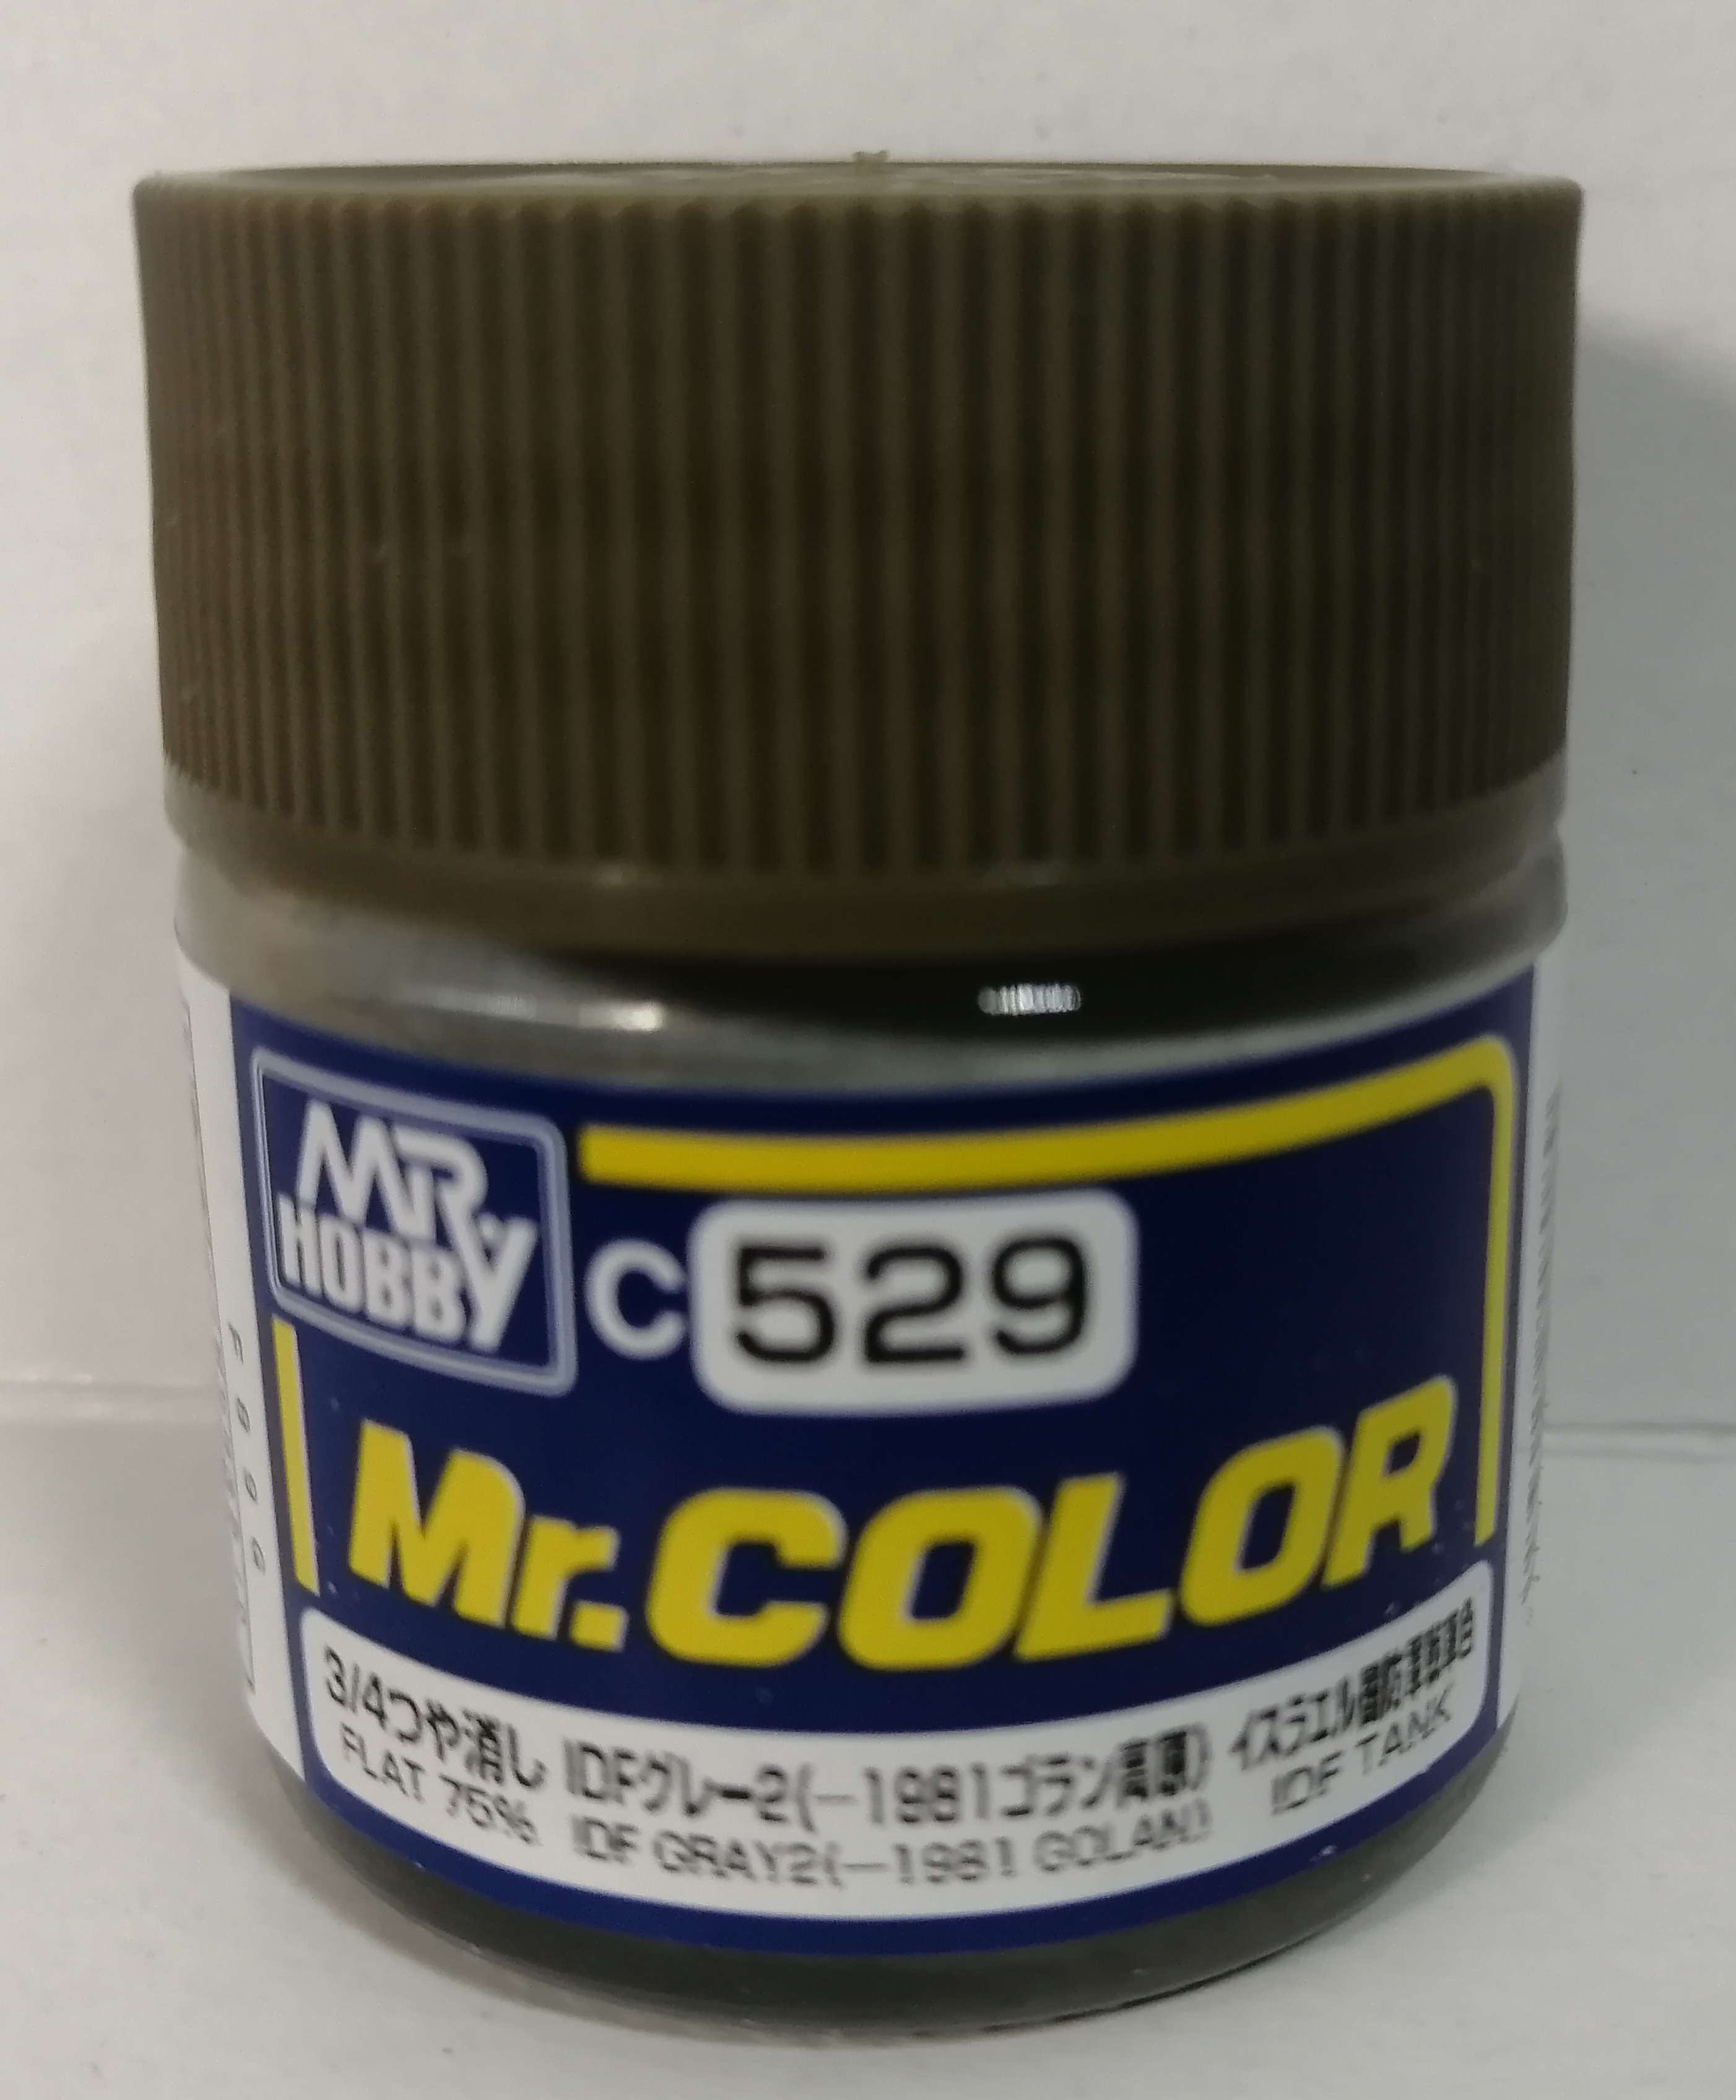 MR HOBBY
C 529
Mr.COLOR
3/4つや消し IDFグレー2(ー1981ゴラン高原) イスラエル国防軍戦車色
FLAT 75% IDF GRAY2(—1981 GOLAN) IDF TANK